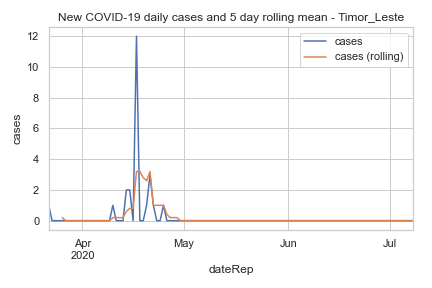 New COVID-19 daily cases and 5 day rolling mean - Timor_Leste
cases
cases (rolling)
12
10
8
6
4
2
0
cases
Apr
2020
May
Jun
Jul
dateRep